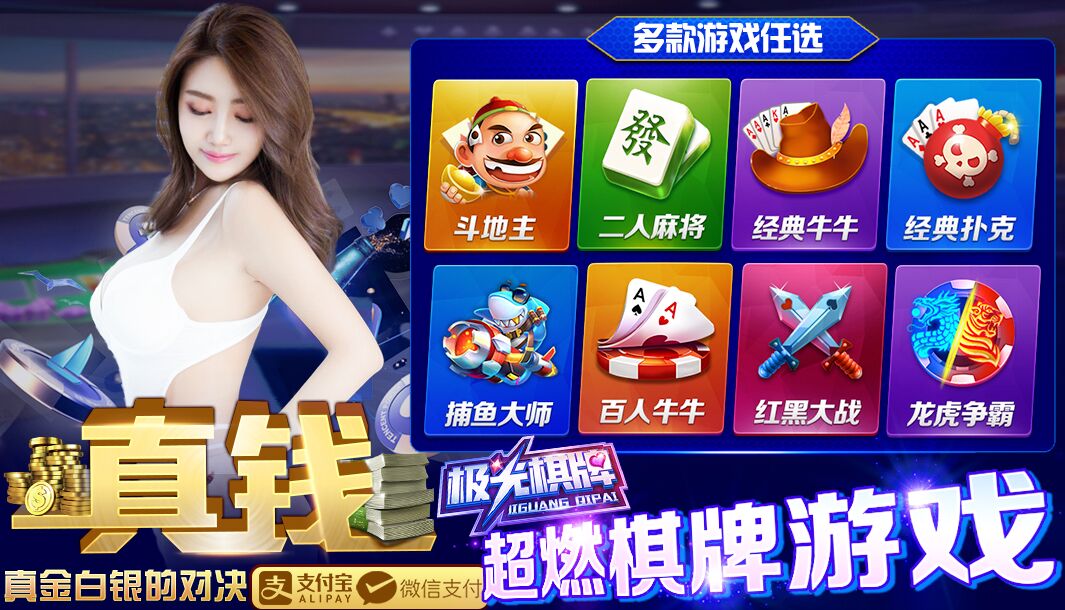 多款游戏任选
斗地主
二人麻将
经典牛牛
经典扑克
發
捕鱼大师
百人牛牛
红黑大战
龙虎争霸
真钱
极光棋牌
JIGUANG QIPAI
超燃棋牌游戏
真金白银的对决
支付宝
ALIPAY
微信支付